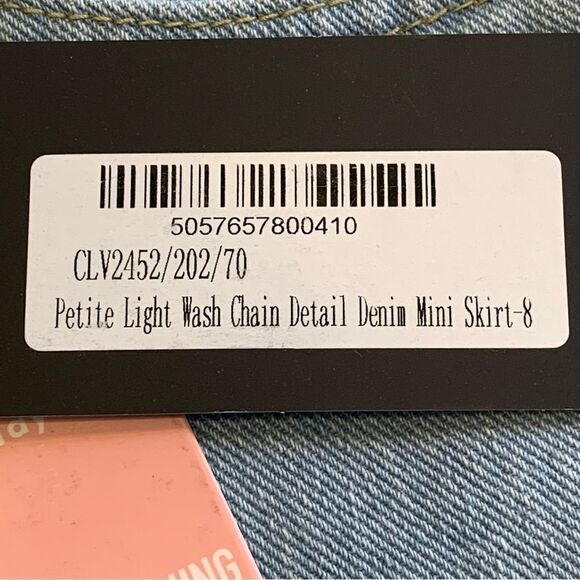 5057657800410
CLV2452/202/70
Petite Light Wash Chain Detail Denim Mini Skirt-8